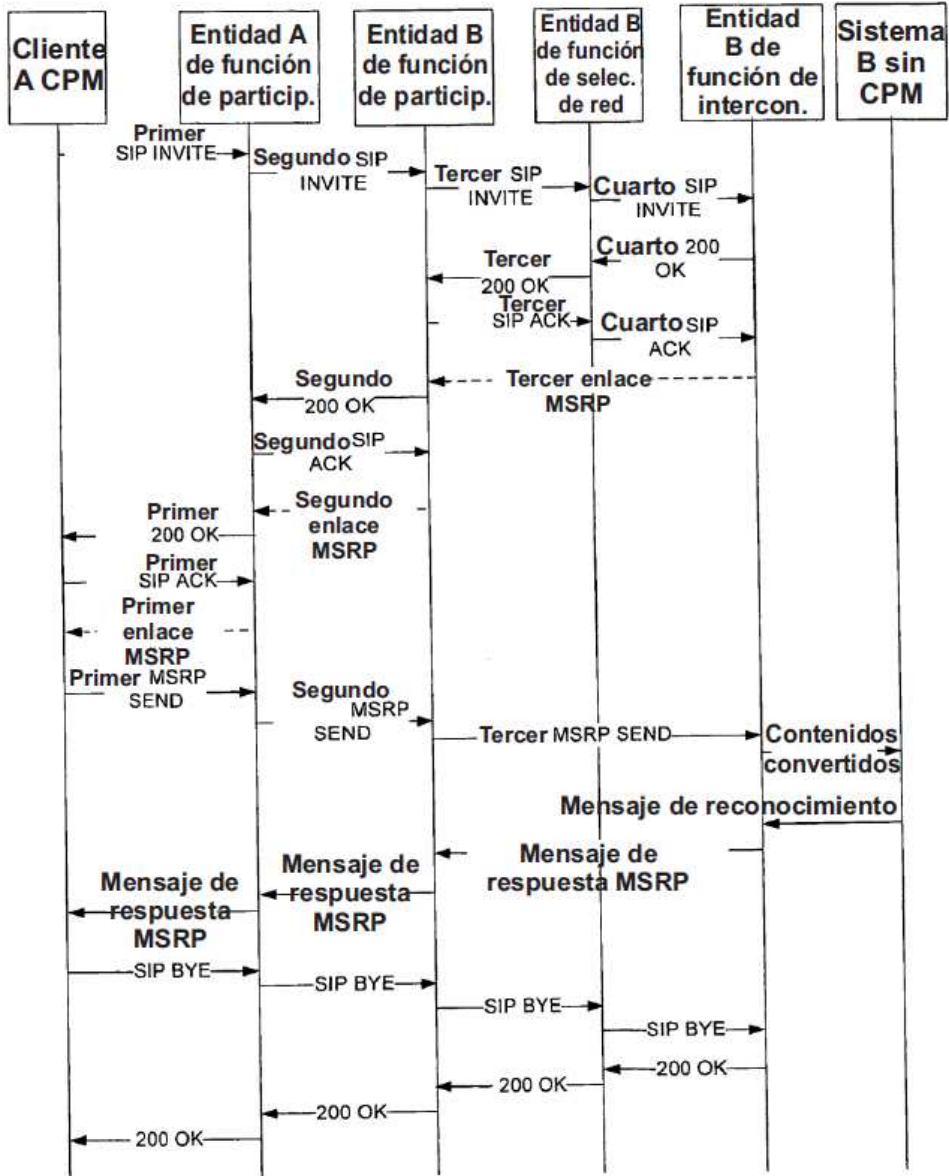 Cliente
A CPM
Entidad A
de función
de particip.
Entidad B
de función
de particip.
Entidad B
de función
de selec.
de red
Entidad
B de
función de
intercon.
Sistema
B sin
CPM
Primer
SIP INVITE
Segundo SIP
INVITE
Tercer SIP
INVITE
Cuarto SIP
INVITE
Cuarto 200
OK
Tercer
200 OK
Tercer
SIP ACK
Cuarto SIP
ACK
Tercer enlace
MSRP
Segundo
200 OK
Segundo SIP
ACK
Segundo
enlace
MSRP
Primer
200 OK
Primer
SIP ACK
Primer
enlace
MSRP
Primer MSRP
SEND
Segundo
MSRP
SEND
Tercer MSRP SEND
Contenidos
convertidos
Mensaje de reconocimiento
Mensaje de
respuesta MSRP
Mensaje de
respuesta
MSRP
Mensaje de
respuesta
MSRP
SIP BYE
SIP BYE
SIP BYE
SIP BYE
200 OK
200 OK
200 OK
200 OK